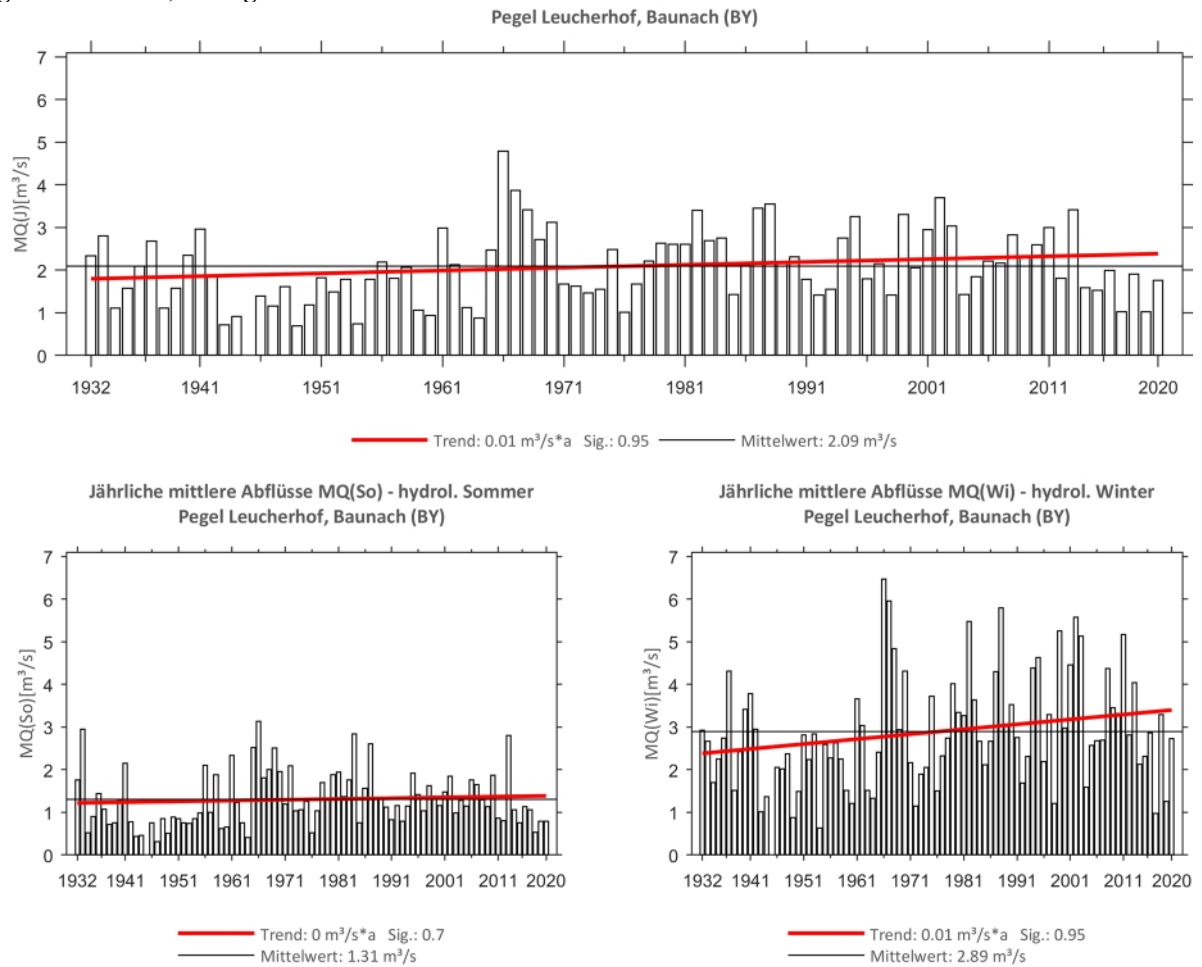 Pegel Leucherhof, Baunach (BY)
7
6
5
4
3
2
1
0
MQ(J)[m³/s]
1932 1941 1951 1961 1971 1981 1991 2001 2011 2020
Trend: 0.01 m³/s*a Sig.: 0.95 Mittelwert: 2.09 m³/s
Jährliche mittlere Abflüsse MQ(So) - hydrol. Sommer
Pegel Leucherhof, Baunach (BY)
7
6
5
4
3
2
1
0
MQ(So)[m³/s]
1932 1941 1951 1961 1971 1981 1991 2001 2011 2020
Trend: 0 m³/s*a Sig.: 0.7
Mittelwert: 1.31 m³/s
Jährliche mittlere Abflüsse MQ(Wi) - hydrol. Winter
Pegel Leucherhof, Baunach (BY)
7
6
5
4
3
2
1
0
MQ(Wi)[m³/s]
1932 1941 1951 1961 1971 1981 1991 2001 2011 2020
Trend: 0.01 m³/s*a Sig.: 0.95
Mittelwert: 2.89 m³/s